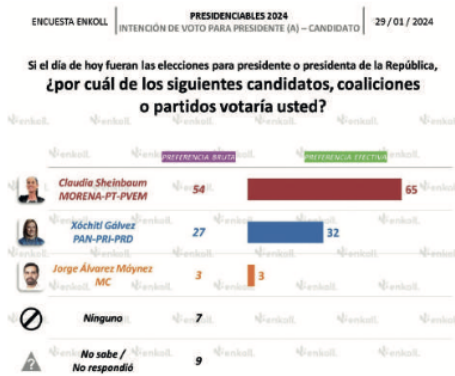 ENCUESTA ENKOLL
PRESIDENCIABLES 2024
INTENCIÓN DE VOTO PARA PRESIDENTE (A) – CANDIDATO
29 / 01 / 2024
Si el día de hoy fueran las elecciones para presidente o presidenta de la República,
¿por cuál de los siguientes candidatos, coaliciones
o partidos votaría usted?
PREFERENCIA BRUTA
PREFERENCIA EFECTIVA
Claudia Sheinbaum
MORENA-PT-PVEM
54
65
Xóchitl Gálvez
PAN-PRI-PRD
27
32
Jorge Álvarez Máynez
MC
3
3
Ninguno
7
No sabe /
No respondió
9
enkoll.